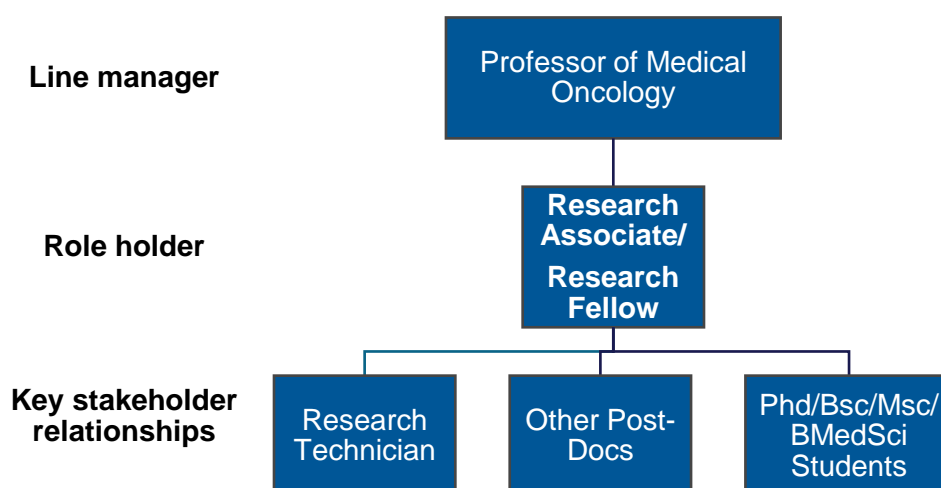 Line manager
Professor of Medical
Oncology
Role holder
Research
Associate/
Research
Fellow
Key stakeholder
relationships
Research
Technician
Other Post-
Docs
Phd/Bsc/Msc/
BMedSci
Students